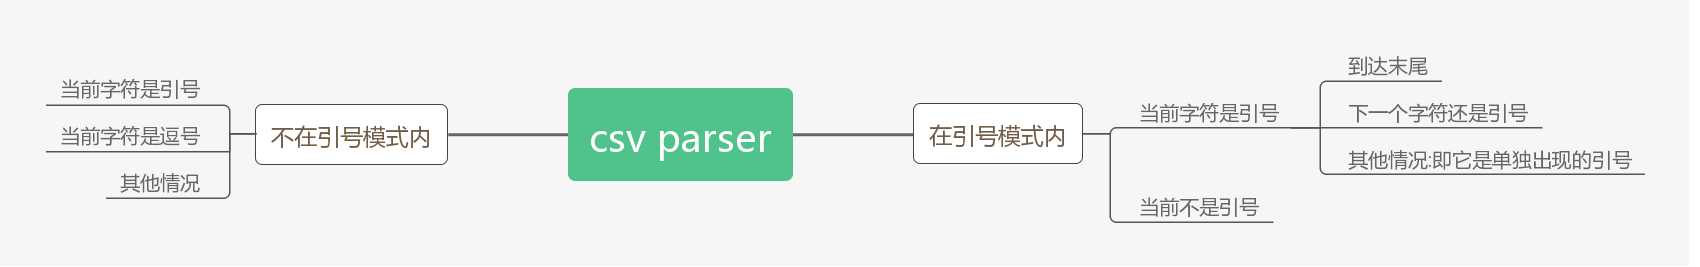 csv parser
不在引号模式内
当前字符是引号
当前字符是逗号
其他情况
在引号模式内
当前字符是引号
到达末尾
下一个字符还是引号
其他情况:即它是单独出现的引号
当前不是引号